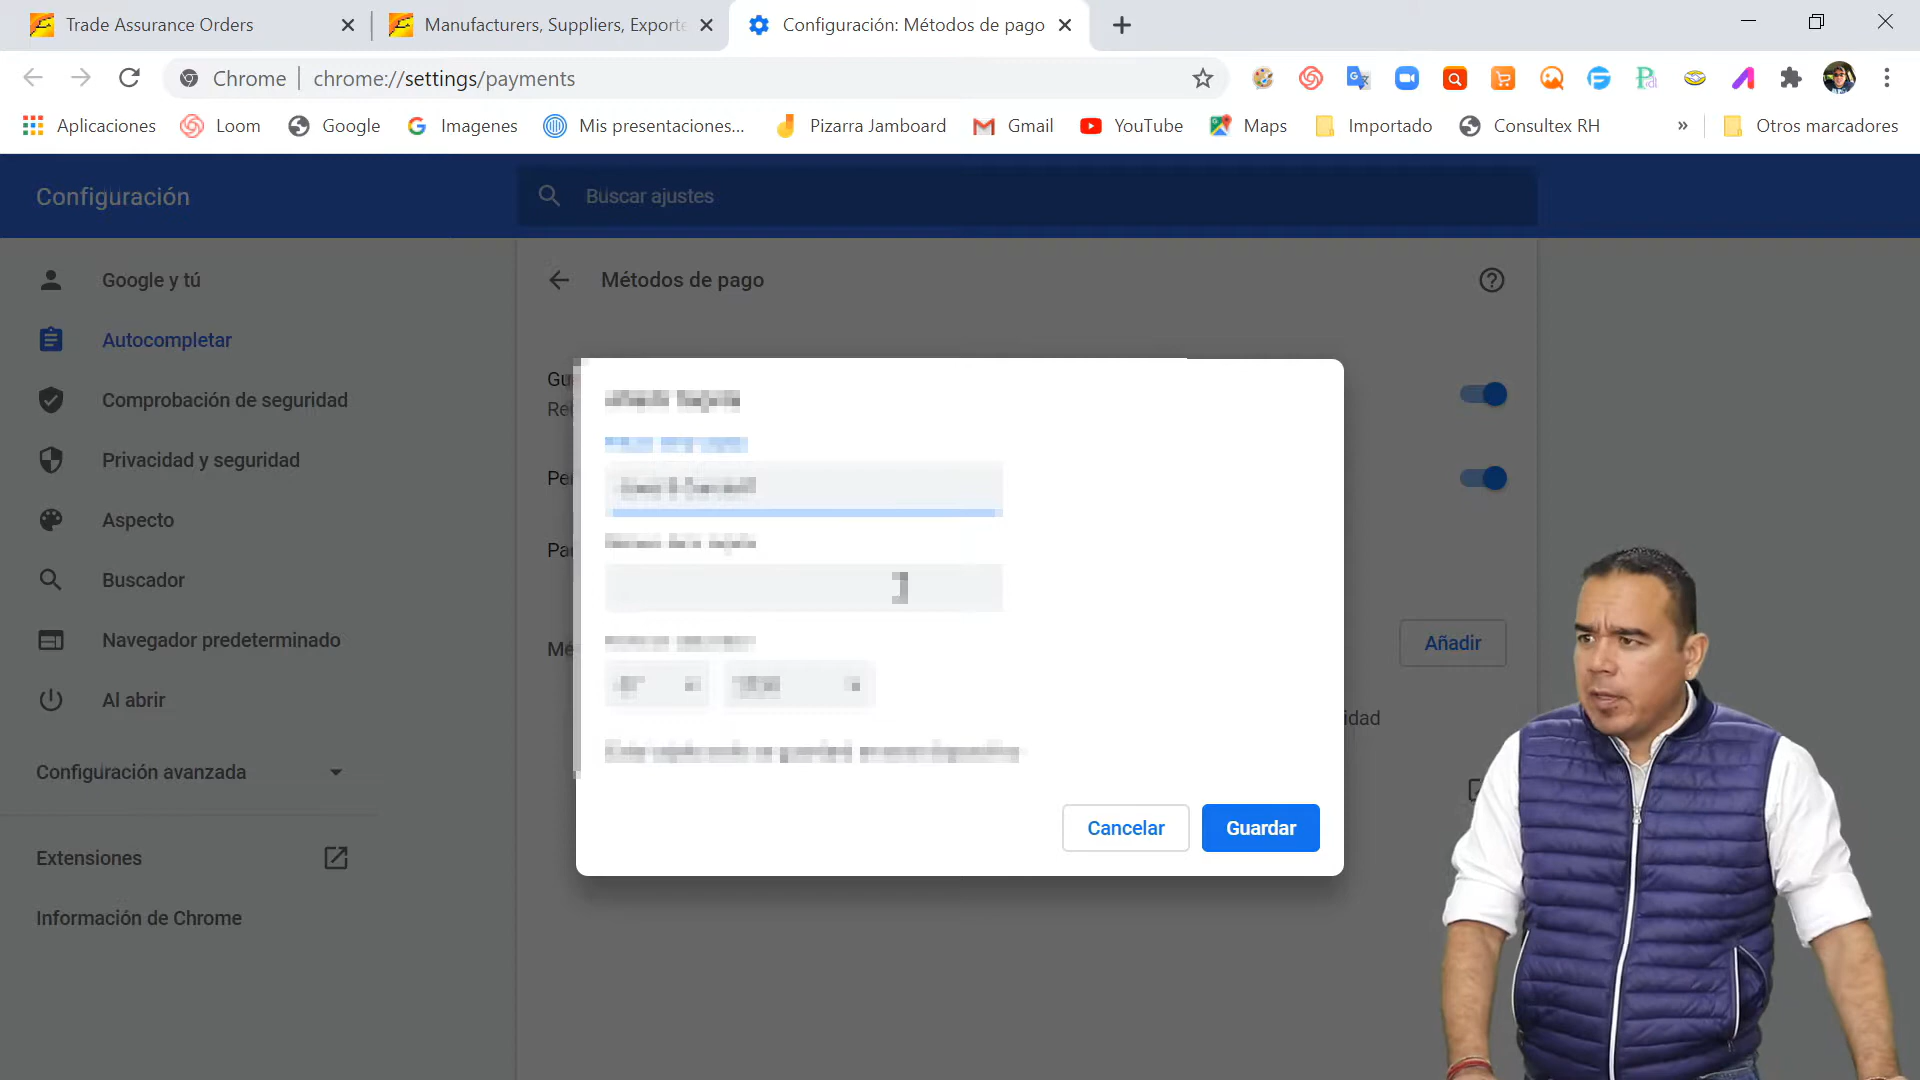 Trade Assurance Orders
Manufacturers, Suppliers, Exporte
Configuración: Métodos de pago
Chrome
chrome://settings/payments
Aplicaciones
Loom
Google
Imagenes
Mis presentaciones...
Pizarra Jamboard
Gmail
YouTube
Maps
Importado
Consultex RH
»
Otros marcadores
Configuración
Buscar ajustes
Google y tú
Autocompletar
Comprobación de seguridad
Privacidad y seguridad
Aspecto
Buscador
Navegador predeterminado
Al abrir
Configuración avanzada
Extensiones
Información de Chrome
Métodos de pago
Gu
Re
Pe
Pa
Mé
Añadir
idad
Cancelar
Guardar